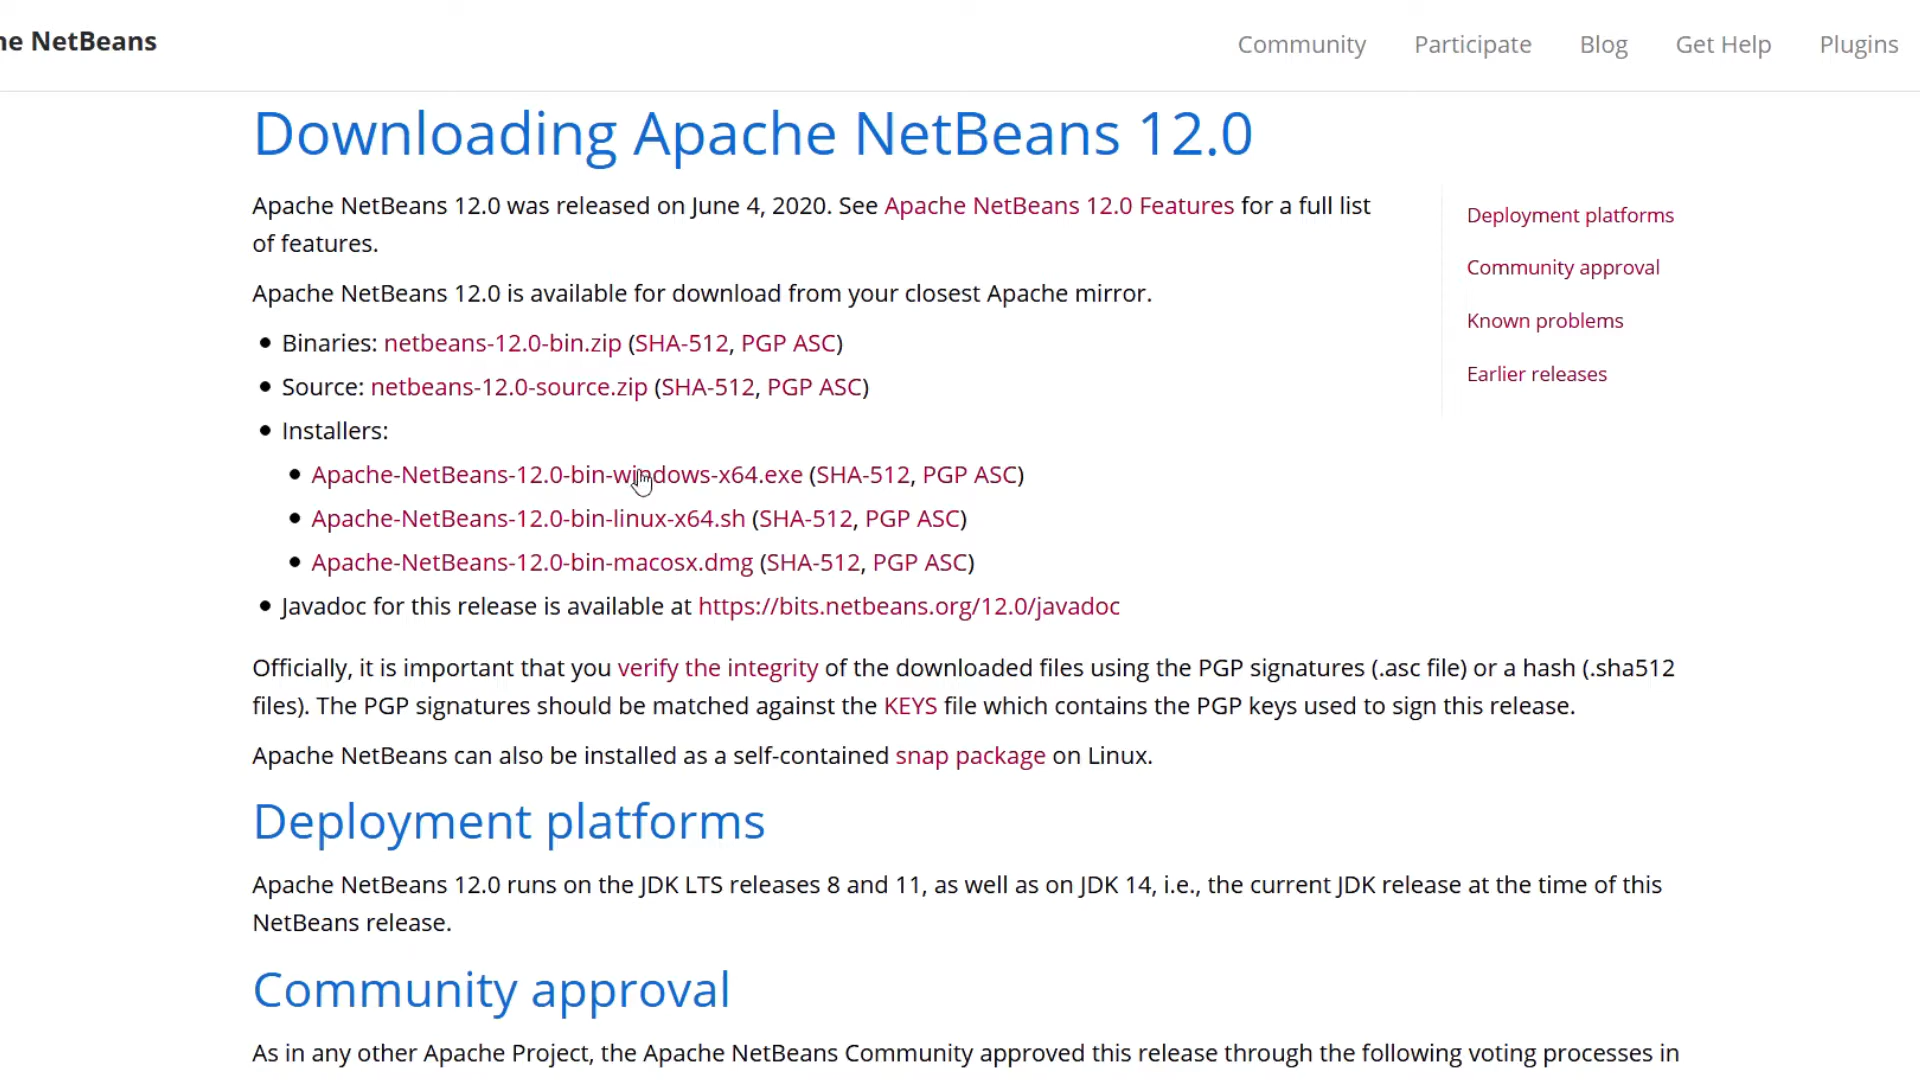 he NetBeans
Community Participate Blog Get Help Plugins
Downloading Apache NetBeans 12.0
Apache NetBeans 12.0 was released on June 4, 2020. See Apache NetBeans 12.0 Features for a full list
of features.
Deployment platforms
Community approval
Known problems
Earlier releases
Apache NetBeans 12.0 is available for download from your closest Apache mirror.
Binaries: netbeans-12.0-bin.zip (SHA-512, PGP ASC)
Source: netbeans-12.0-source.zip (SHA-512, PGP ASC)
Installers:
Apache-NetBeans-12.0-bin-windows-x64.exe (SHA-512, PGP ASC)
Apache-NetBeans-12.0-bin-linux-x64.sh (SHA-512, PGP ASC)
Apache-NetBeans-12.0-bin-macosx.dmg (SHA-512, PGP ASC)
Javadoc for this release is available at https://bits.netbeans.org/12.0/javadoc
Officially, it is important that you verify the integrity of the downloaded files using the PGP signatures (.asc file) or a hash (.sha512
files). The PGP signatures should be matched against the KEYS file which contains the PGP keys used to sign this release.
Apache NetBeans can also be installed as a self-contained snap package on Linux.
Deployment platforms
Apache NetBeans 12.0 runs on the JDK LTS releases 8 and 11, as well as on JDK 14, i.e., the current JDK release at the time of this
NetBeans release.
Community approval
As in any other Apache Project, the Apache NetBeans Community approved this release through the following voting processes in